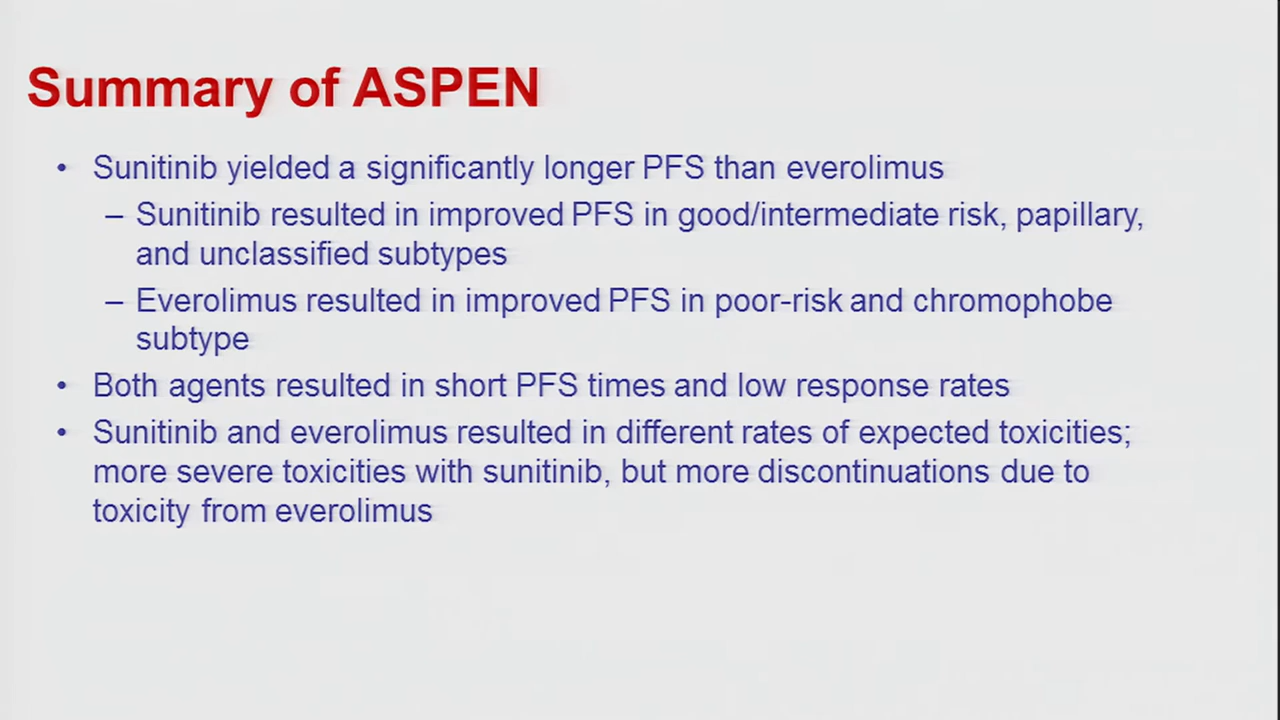 Summary of ASPEN
• Sunitinib yielded a significantly longer PFS than everolimus
– Sunitinib resulted in improved PFS in good/intermediate risk, papillary,
and unclassified subtypes
– Everolimus resulted in improved PFS in poor-risk and chromophobe
subtype
• Both agents resulted in short PFS times and low response rates
• Sunitinib and everolimus resulted in different rates of expected toxicities;
more severe toxicities with sunitinib, but more discontinuations due to
toxicity from everolimus